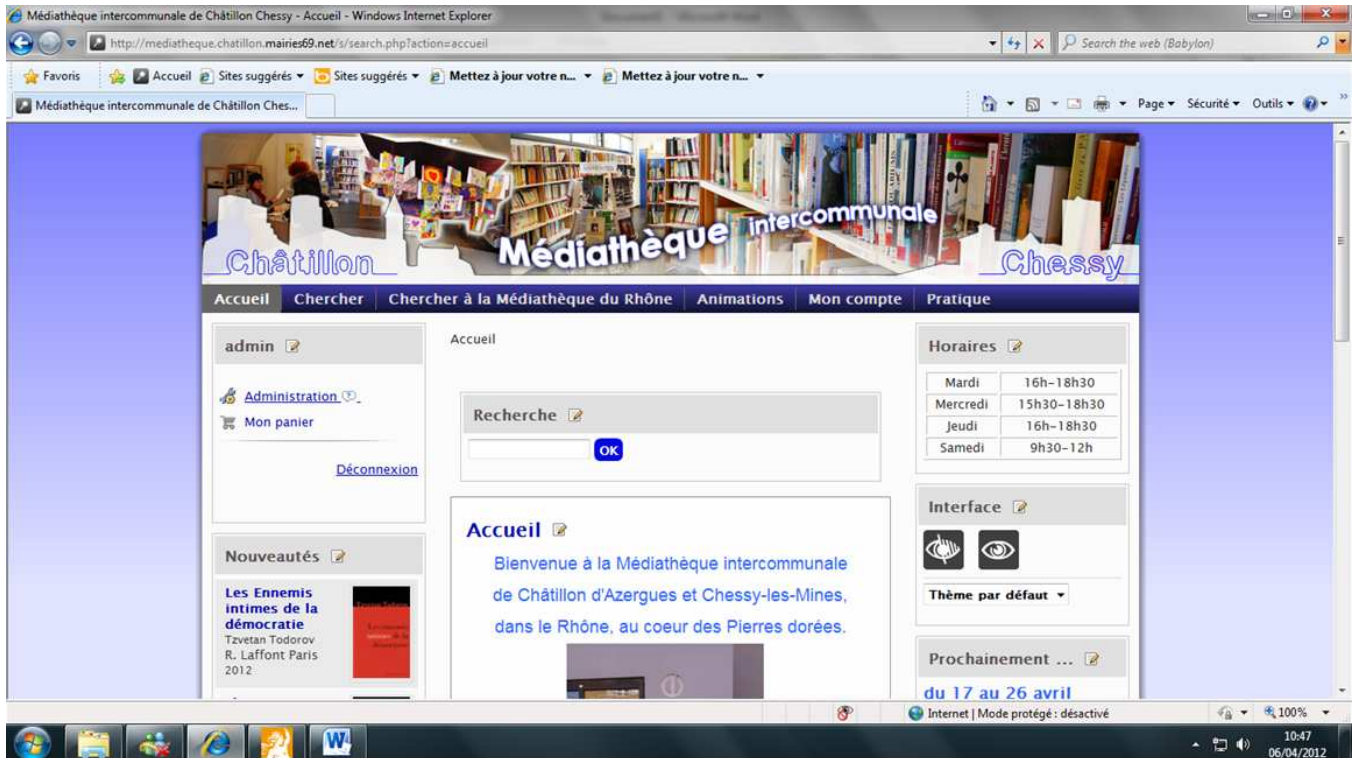 Médiathèque intercommunale de Châtillon Chessy - Accueil - Windows Internet Explorer
http://mediatheque.chatillon.mairies69.net/s/search.php?action=accueil
Search the web (Babylon)
Favoris Accueil Sites suggérés Sites suggérés Mettez à jour votre n... Mettez à jour votre n...
Médiathèque intercommunale de Châtillon Ches...
Page Sécurité Outils
Châtillon Médiathèque intercommunale Chessy
Accueil Chercher Chercher à la Médiathèque du Rhône Animations Mon compte Pratique
admin
Administration
Mon panier
Déconnexion
Nouveautés
Les Ennemis
intimes de la
démocratie
Tzvetan Todorov
R. Laffont Paris
2012
Accueil
Recherche
OK
Accueil
Bienvenue à la Médiathèque intercommunale
de Châtillon d'Azergues et Chessy-les-Mines,
dans le Rhône, au coeur des Pierres dorées.
Horaires
Mardi 16h-18h30
Mercredi 15h30-18h30
Jeudi 16h-18h30
Samedi 9h30-12h
Interface
Thème par défaut
Prochainement ...
du 17 au 26 avril
Internet | Mode protégé : désactivé
100%
10:47
06/04/2012